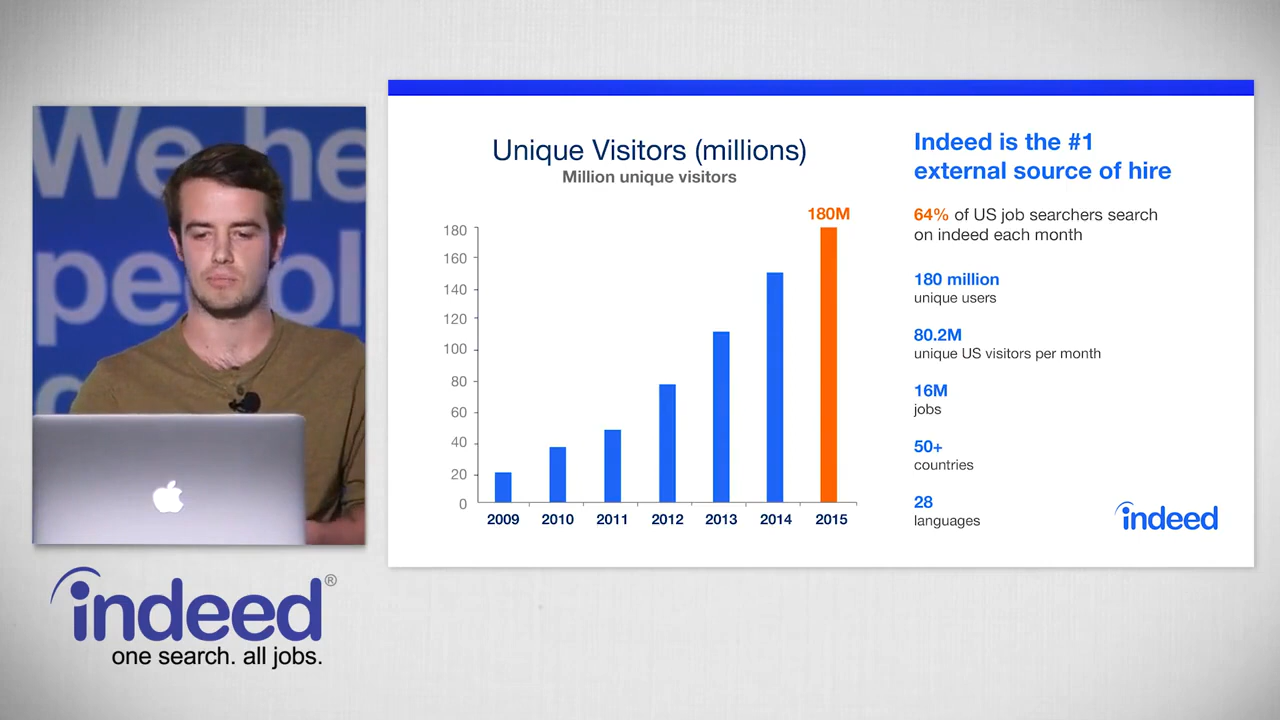 We he
Unique Visitors (millions)
Million unique visitors
180M
180
160
140
120
100
80
60
40
20
0
2009 2010 2011 2012 2013 2014 2015
Indeed is the #1
external source of hire
64% of US job searchers search
on indeed each month
180 million
unique users
80.2M
unique US visitors per month
16M
jobs
50+
countries
28
languages
indeed
indeed®
one search. all jobs.